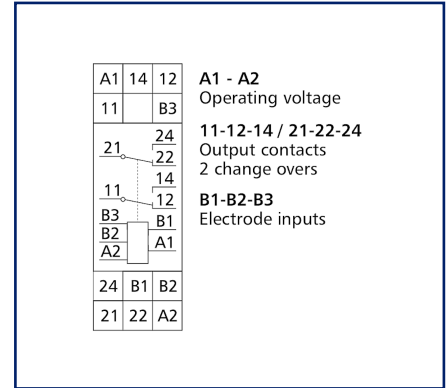 A1 14 12
11 B3
24
21 22
14
11 12
B3 B1
B2 A1
A2
24 B1 B2
21 22 A2
A1 - A2
Operating voltage
11-12-14 / 21-22-24
Output contacts
2 change overs
B1-B2-B3
Electrode inputs